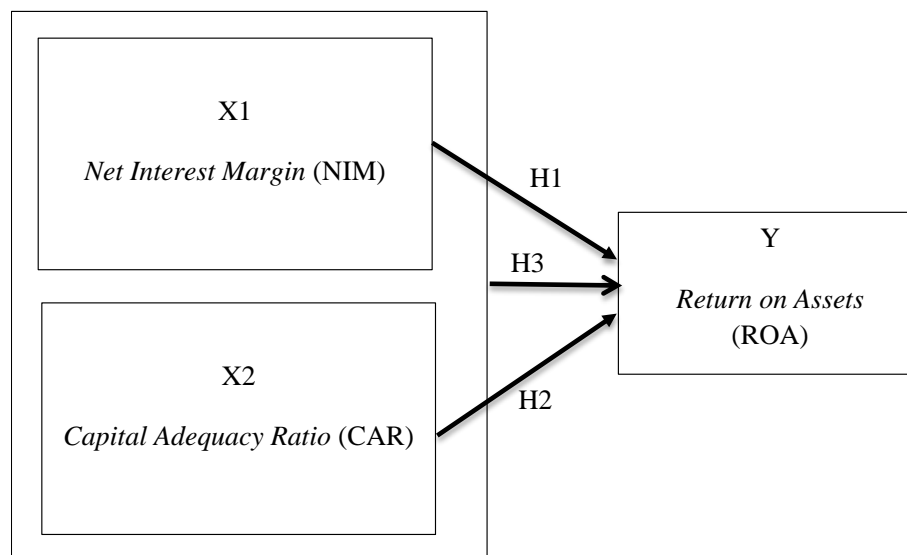 X1
Net Interest Margin (NIM)
H1
H3
Y
Return on Assets
(ROA)
X2
Capital Adequacy Ratio (CAR)
H2